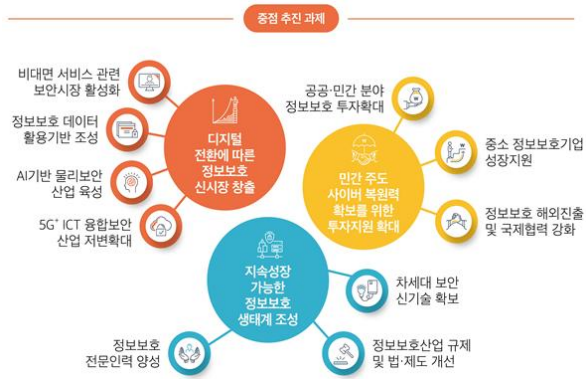 중점 추진 과제
비대면 서비스 관련
보안시장 활성화
정보보호 데이터
활용기반 조성
AI기반 물리보안
산업 육성
5G⁺ ICT 융합보안
산업 저변확대
디지털
전환에 따른
정보보호
신시장 창출
공공·민간 분야
정보보호 투자확대
중소 정보보호기업
성장지원
정보보호 해외진출
및 국제협력 강화
민간 주도
사이버 복원력
확보를 위한
투자지원 확대
지속성장
가능한
정보보호
생태계 조성
차세대 보안
신기술 확보
정보보호
전문인력 양성
정보보호산업 규제
및 법·제도 개선